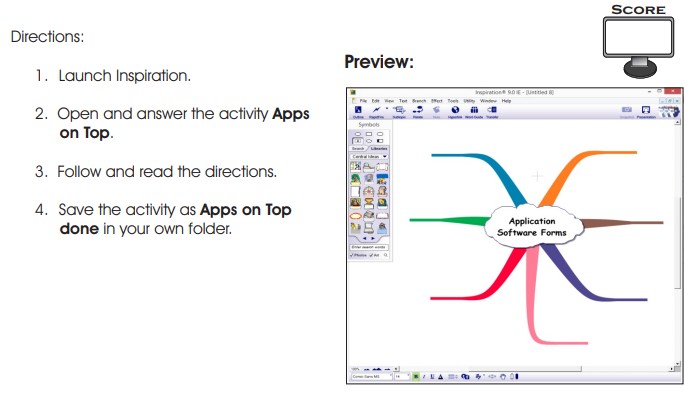 SCORE
Directions:
1. Launch Inspiration.
2. Open and answer the activity Apps
on Top.
3. Follow and read the directions.
4. Save the activity as Apps on Top
done in your own folder.
Preview:
Inspiration® 9.0 IE - [Untitled 8]
File Edit View Text Branch Effect Tools Utility Window Help
Symbols
Search Libraries
Central Ideas
Application
Software Forms
Enter search words
Photos Art
Comic Sans MS 14 B I U A